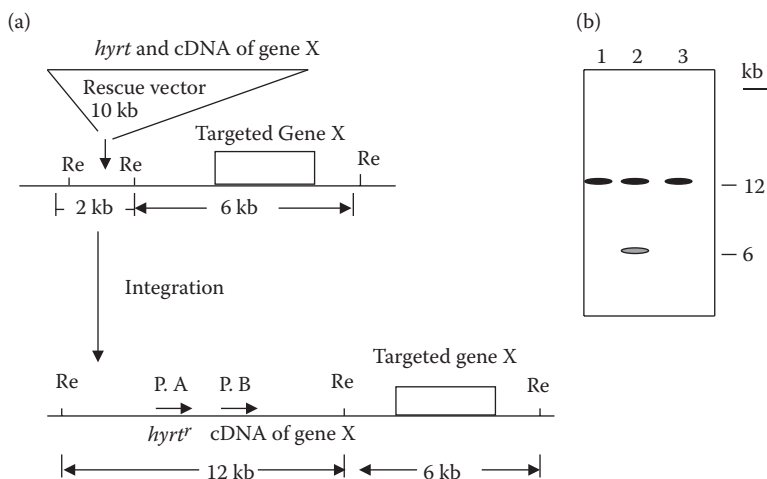 (a)
hyrt and cDNA of gene X
Rescue vector
10 kb
Targeted Gene X
Re Re Re
2 kb 6 kb
Integration
Targeted gene X
Re P. A P. B Re Re
hyrtʳ cDNA of gene X
12 kb 6 kb
(b)
1 2 3 kb
12
6